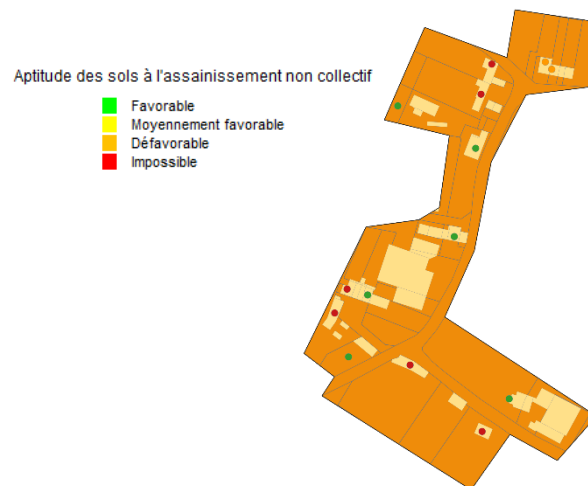 Aptitude des sols à l'assainissement non collectif
Favorable
Moyennement favorable
Défavorable
Impossible